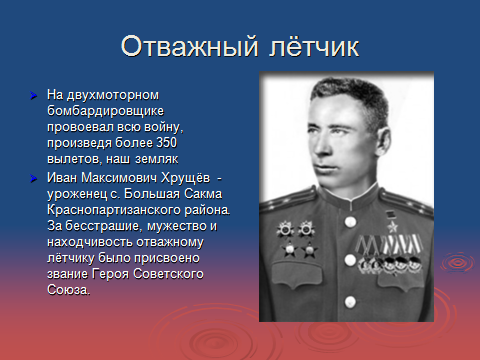 Отважный лётчик
На двухмоторном
бомбардировщике
провоевал всю войну,
произведя более 350
вылетов, наш земляк
Иван Максимович Хрущёв -
уроженец с. Большая Сакма
Краснопартизанского района.
За бесстрашие, мужество и
находчивость отважному
лётчику было присвоено
звание Героя Советского
Союза.